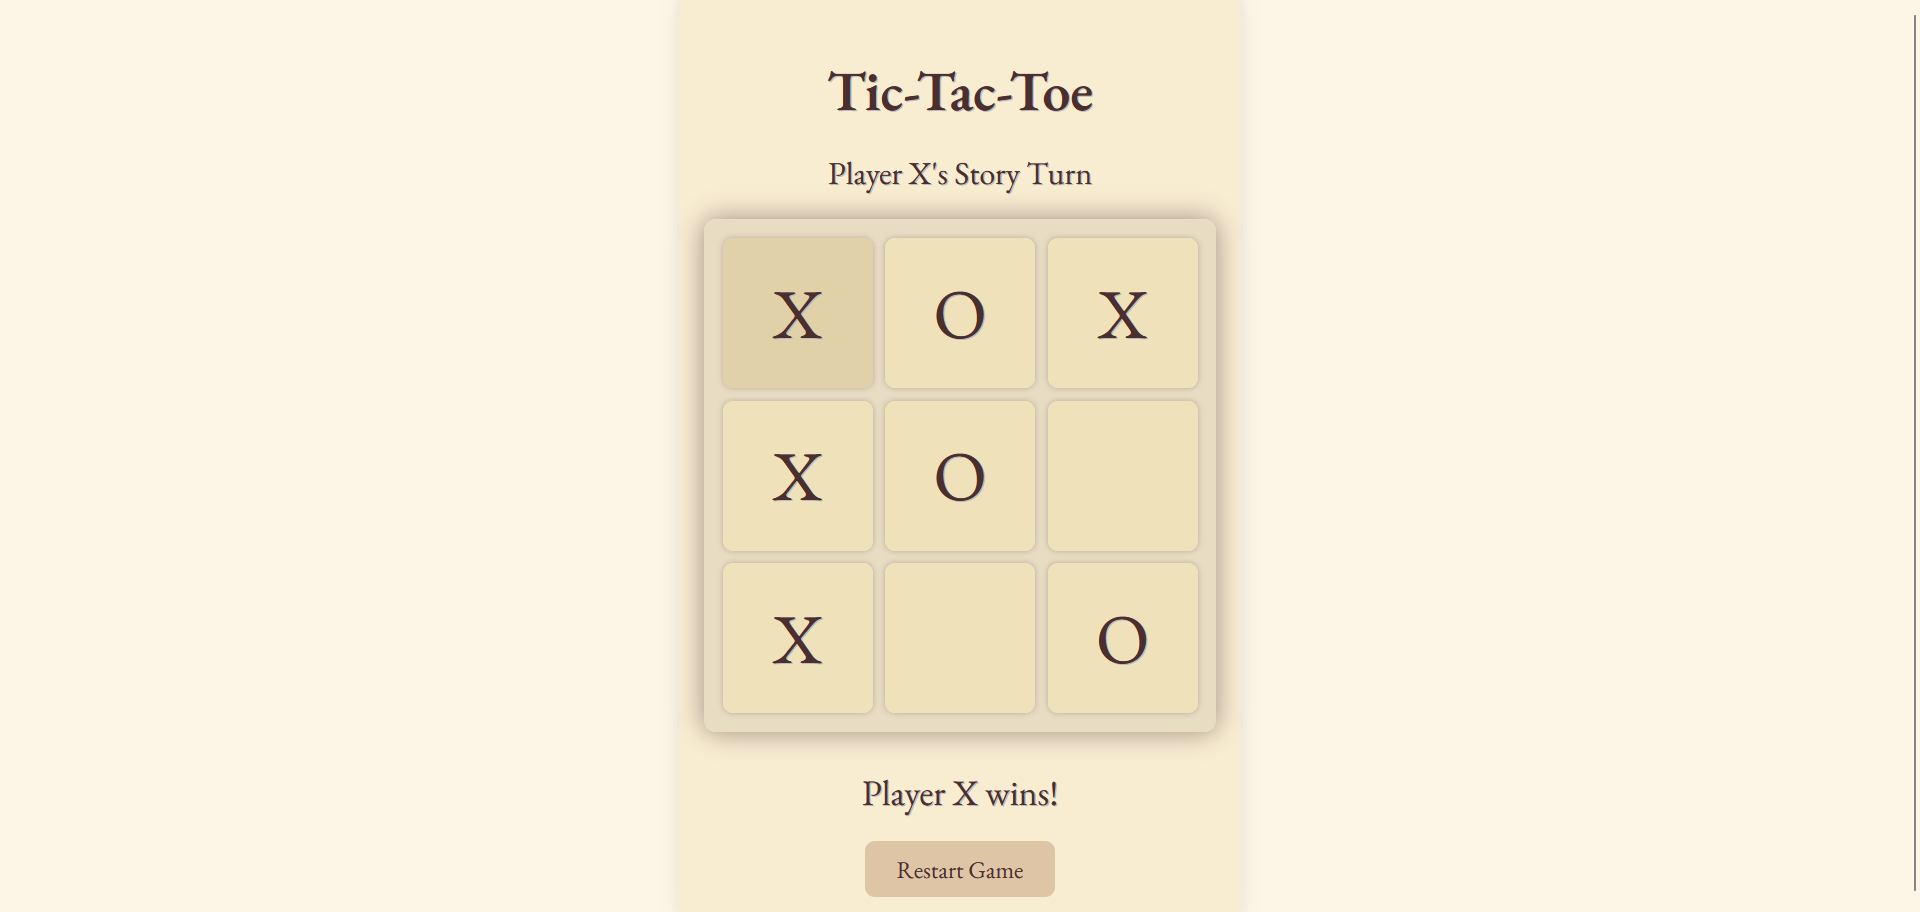 Tic-Tac-Toe
Player X's Story Turn
X O X
X O
X O
Player X wins!
Restart Game